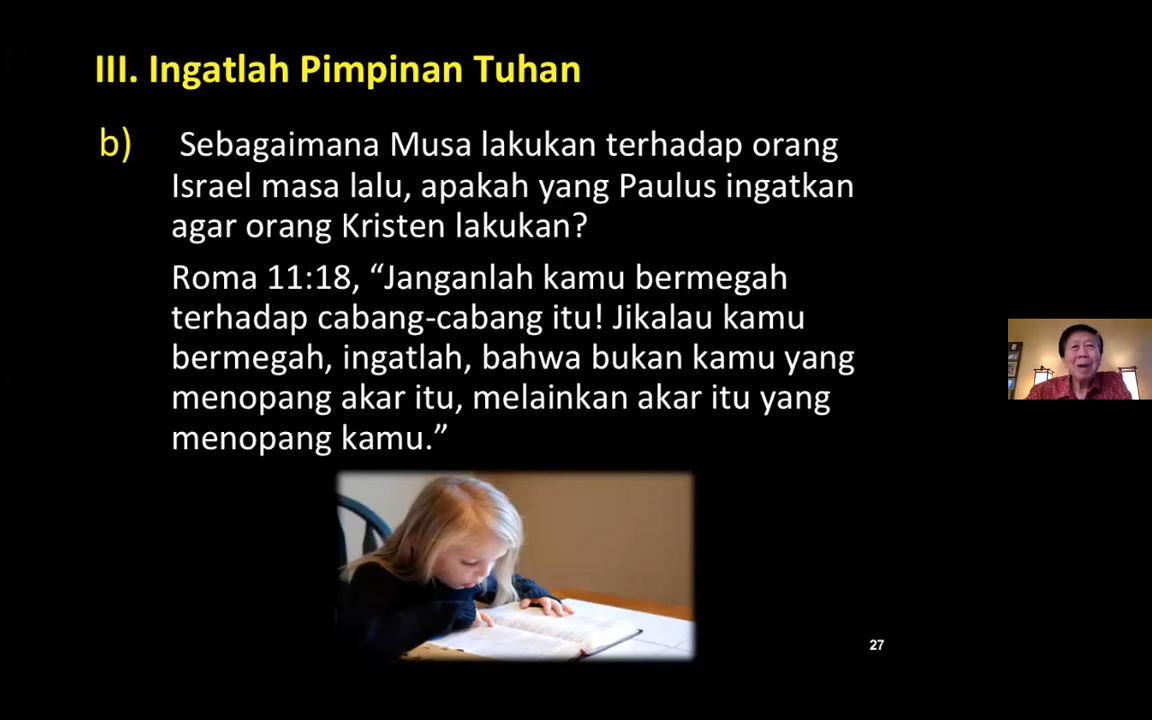 III. Ingatlah Pimpinan Tuhan
b) Sebagaimana Musa lakukan terhadap orang
Israel masa lalu, apakah yang Paulus ingatkan
agar orang Kristen lakukan?
Roma 11:18, “Janganlah kamu bermegah
terhadap cabang-cabang itu! Jikalau kamu
bermegah, ingatlah, bahwa bukan kamu yang
menopang akar itu, melainkan akar itu yang
menopang kamu.”
27